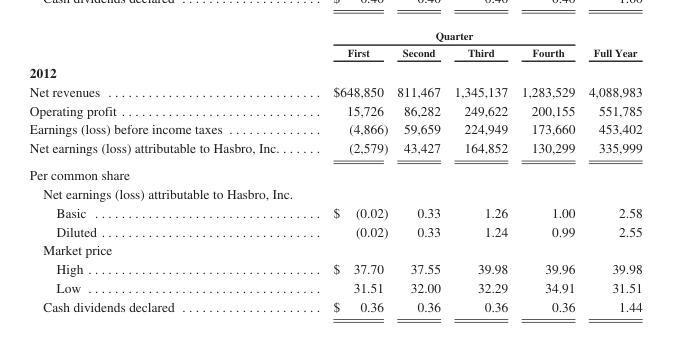 Cash dividends declared . . . . . . . . . . . . . . . . . . . . . $ 0.40 0.40 0.40 0.40 1.60
Quarter
First Second Third Fourth Full Year
2012
Net revenues . . . . . . . . . . . . . . . . . . . . . . . . . . . . . . . . $648,850 811,467 1,345,137 1,283,529 4,088,983
Operating profit . . . . . . . . . . . . . . . . . . . . . . . . . . . . . . 15,726 86,282 249,622 200,155 551,785
Earnings (loss) before income taxes . . . . . . . . . . . . . . (4,866) 59,659 224,949 173,660 453,402
Net earnings (loss) attributable to Hasbro, Inc. . . . . . . (2,579) 43,427 164,852 130,299 335,999
Per common share
Net earnings (loss) attributable to Hasbro, Inc.
Basic . . . . . . . . . . . . . . . . . . . . . . . . . . . . . . . . . . $ (0.02) 0.33 1.26 1.00 2.58
Diluted . . . . . . . . . . . . . . . . . . . . . . . . . . . . . . . . (0.02) 0.33 1.24 0.99 2.55
Market price
High . . . . . . . . . . . . . . . . . . . . . . . . . . . . . . . . . . . $ 37.70 37.55 39.98 39.96 39.98
Low . . . . . . . . . . . . . . . . . . . . . . . . . . . . . . . . . . . 31.51 32.00 32.29 34.91 31.51
Cash dividends declared . . . . . . . . . . . . . . . . . . . . . $ 0.36 0.36 0.36 0.36 1.44